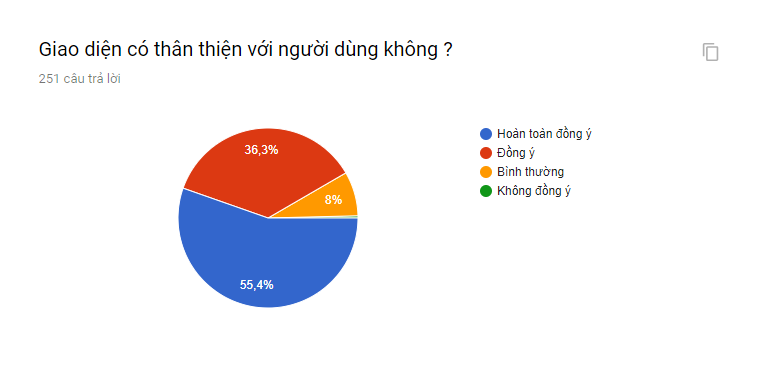 Giao diện có thân thiện với người dùng không ?
251 câu trả lời
36,3%
8%
55,4%
Hoàn toàn đồng ý
Đồng ý
Bình thường
Không đồng ý